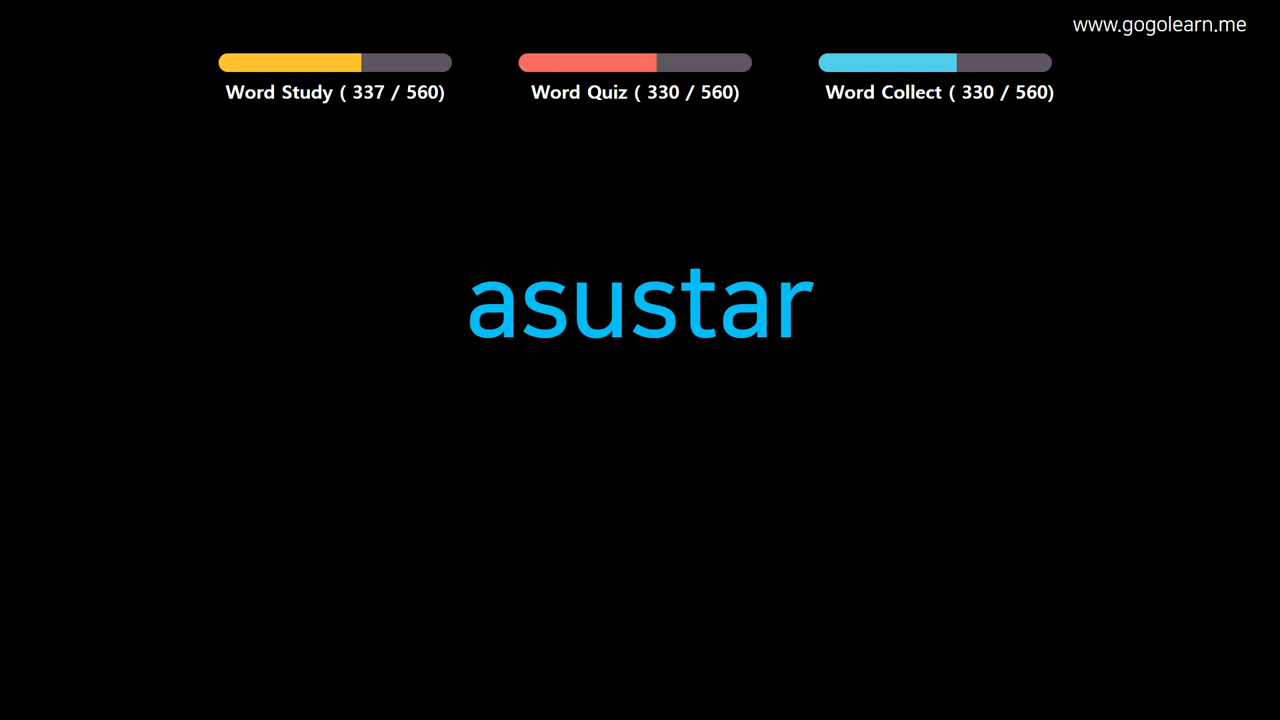 www.gogolearn.me
Word Study ( 337 / 560)
Word Quiz ( 330 / 560)
Word Collect ( 330 / 560)
asustar